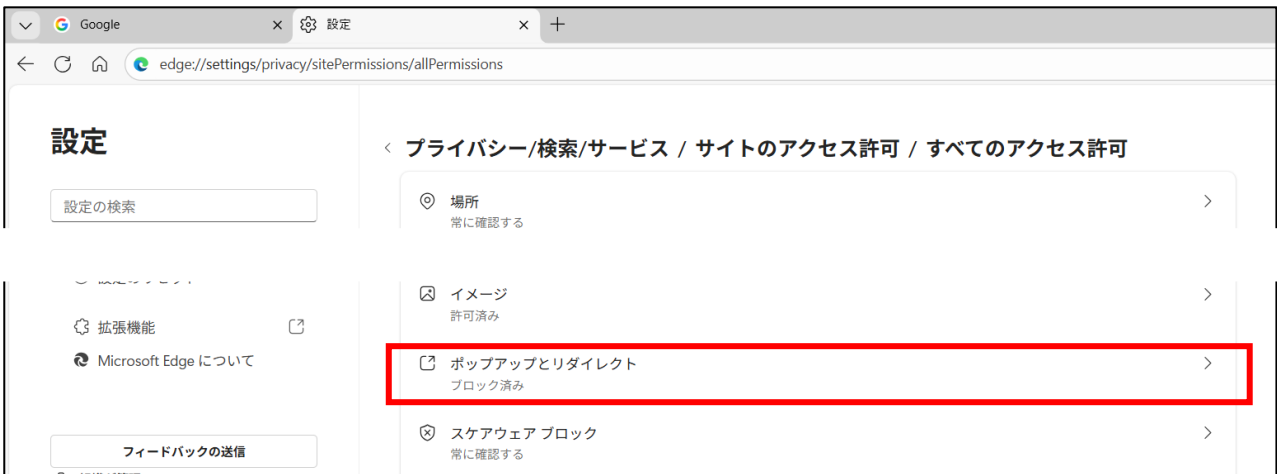 Google
設定
edge://settings/privacy/sitePermissions/allPermissions
設定
設定の検索
プライバシー/検索/サービス / サイトのアクセス許可 / すべてのアクセス許可
場所
常に確認する
拡張機能
Microsoft Edge について
フィードバックの送信
イメージ
許可済み
ポップアップとリダイレクト
ブロック済み
スケアウェア ブロック
常に確認する